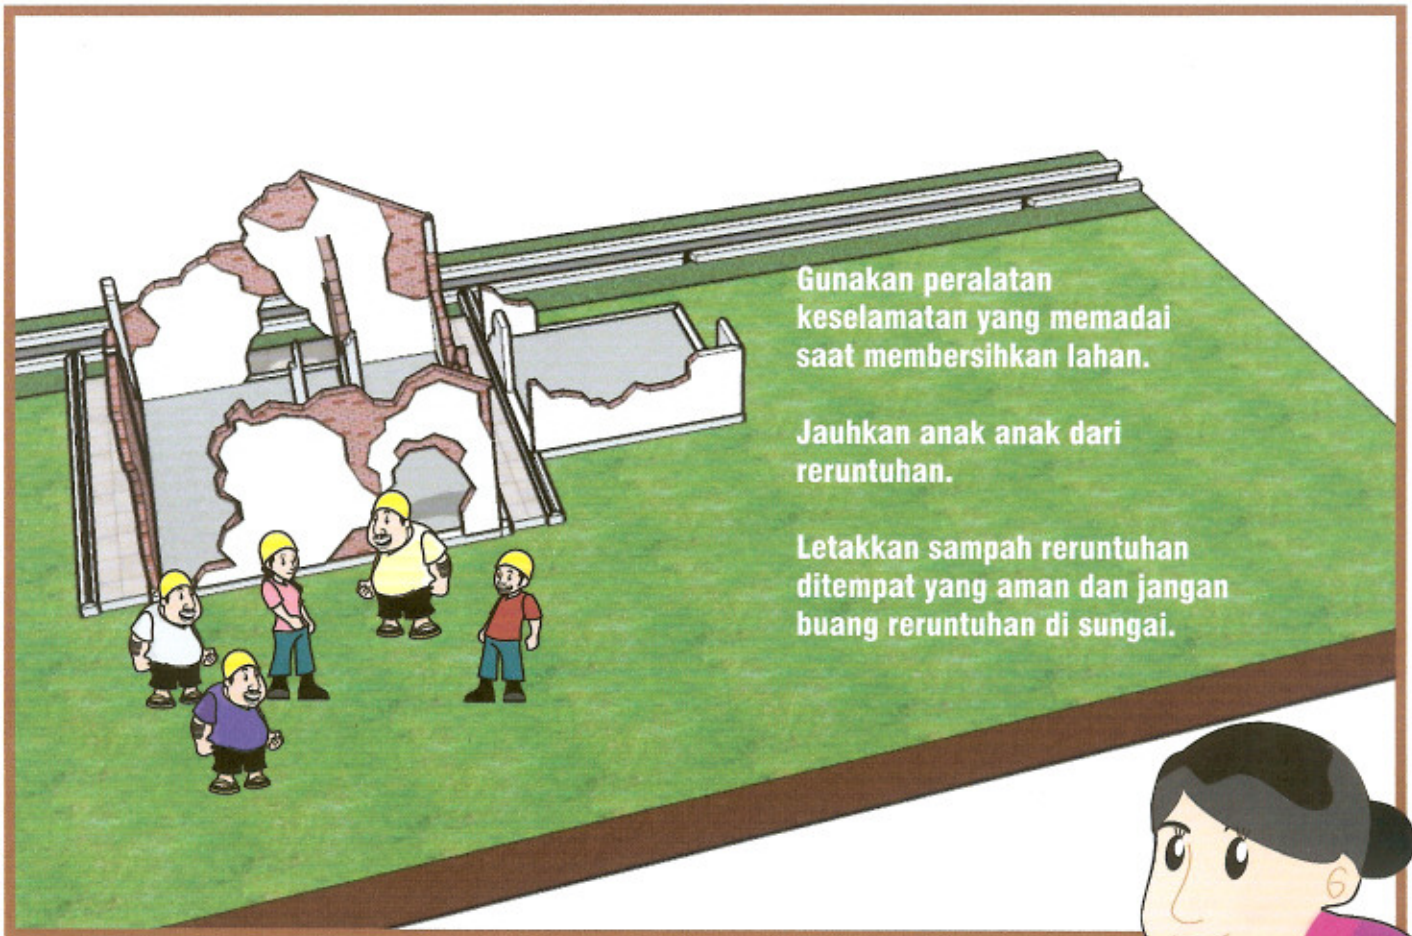 Gunakan peralatan
keselamatan yang memadai
saat membersihkan lahan.
Jauhkan anak anak dari
reruntuhan.
Letakkan sampah reruntuhan
ditempat yang aman dan jangan
buang reruntuhan di sungai.